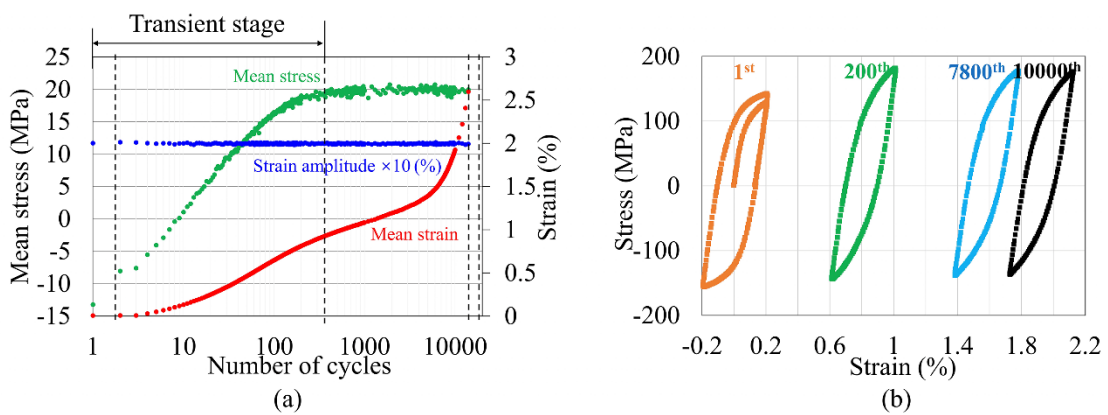 Transient stage
25
20
15
10
5
0
-5
-10
-15
Mean stress (MPa)
Mean stress
Strain amplitude ×10 (%)
Mean strain
3
2.5
2
1.5
1
0.5
0
Strain (%)
1
10
100
1000
10000
Number of cycles
(a)
200
100
0
-100
-200
Stress (MPa)
1st
200th
7800th
10000th
-0.2
0.2
0.6
1
1.4
1.8
2.2
Strain (%)
(b)